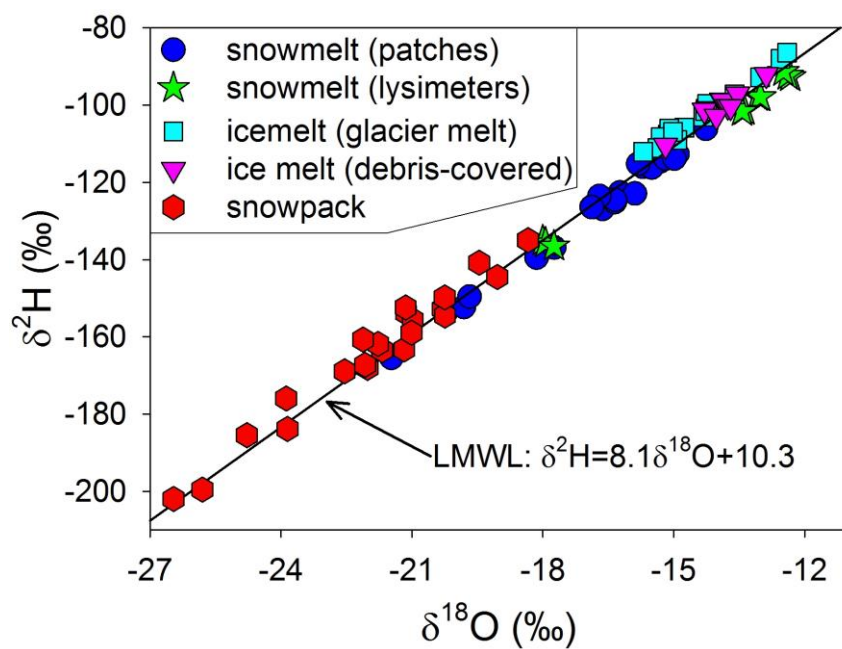 snowmelt (patches)
snowmelt (lysimeters)
icemelt (glacier melt)
ice melt (debris-covered)
snowpack
-80
-100
-120
-140
-160
-180
-200
δ²H (‰)
LMWL: δ²H=8.1δ¹⁸O+10.3
-27 -24 -21 -18 -15 -12
δ¹⁸O (‰)